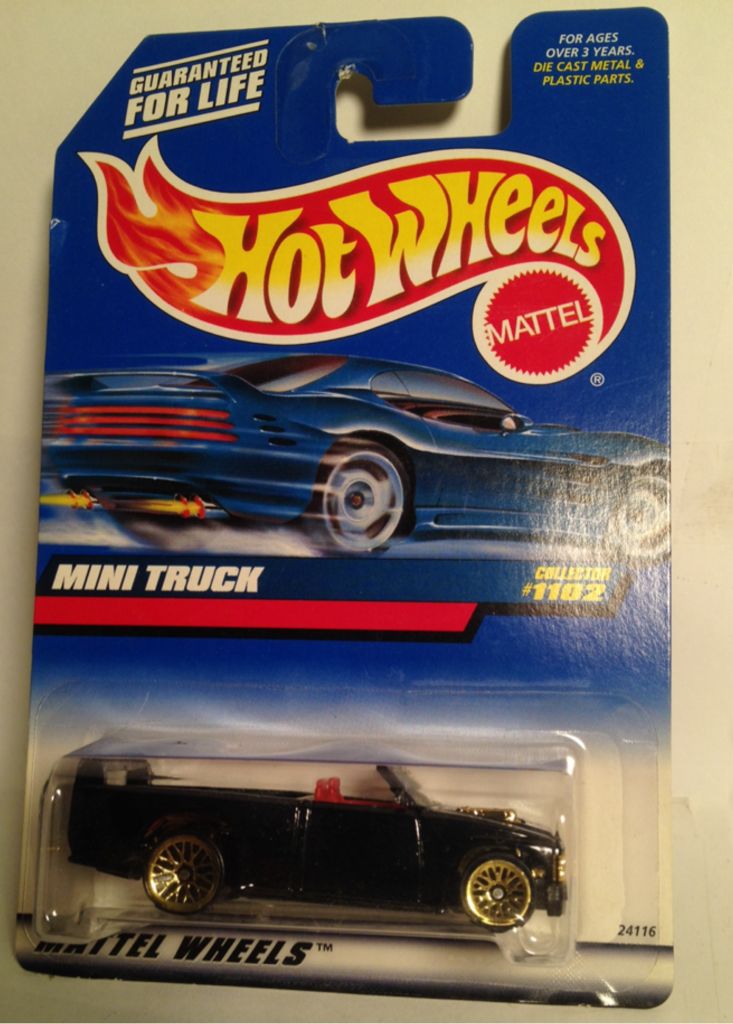 GUARANTEED
FOR LIFE
FOR AGES
OVER 3 YEARS.
DIE CAST METAL &
PLASTIC PARTS.
HOT WHEELS
MATTEL
®
MINI TRUCK
COLLECTOR
#1102
24116
MATTEL WHEELS™